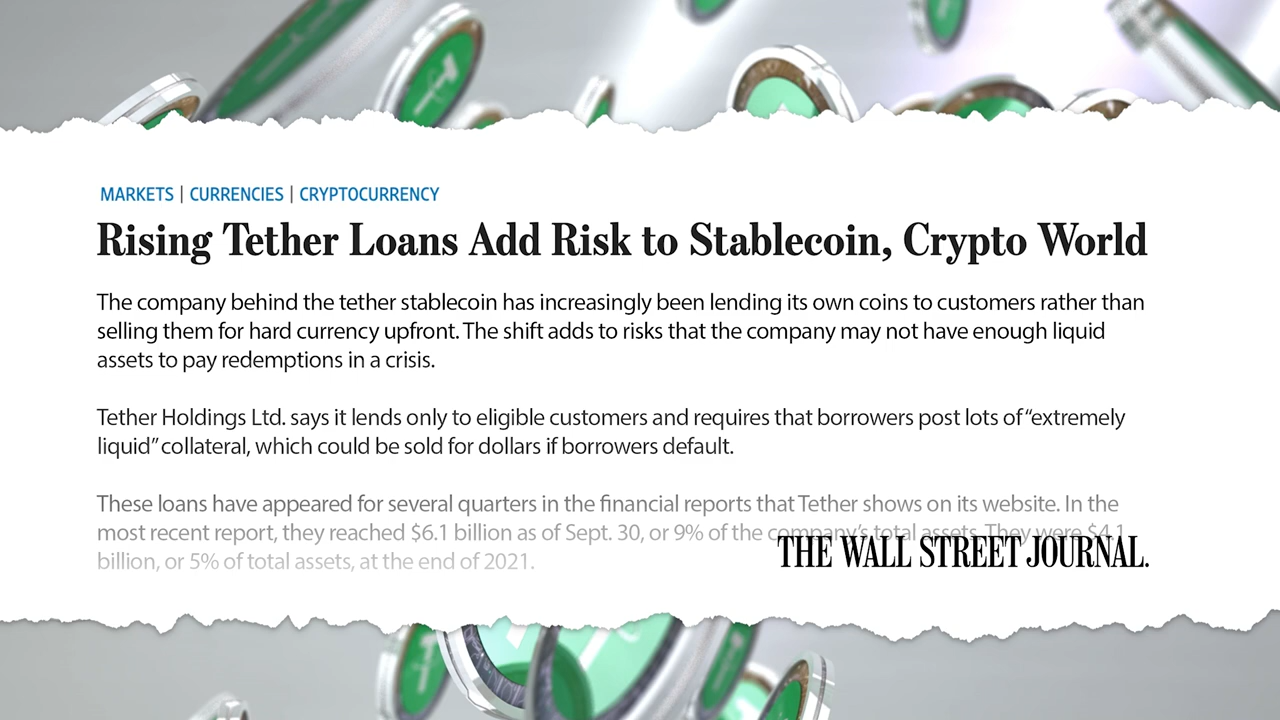 MARKETS | CURRENCIES | CRYPTOCURRENCY
Rising Tether Loans Add Risk to Stablecoin, Crypto World
The company behind the tether stablecoin has increasingly been lending its own coins to customers rather than
selling them for hard currency upfront. The shift adds to risks that the company may not have enough liquid
assets to pay redemptions in a crisis.
Tether Holdings Ltd. says it lends only to eligible customers and requires that borrowers post lots of “extremely
liquid” collateral, which could be sold for dollars if borrowers default.
These loans have appeared for several quarters in the financial reports that Tether shows on its website. In the
most recent report, they reached $6.1 billion as of Sept. 30, or 9% of the company's total assets. They were $4.1
billion, or 5% of total assets, at the end of 2021.
THE WALL STREET JOURNAL.